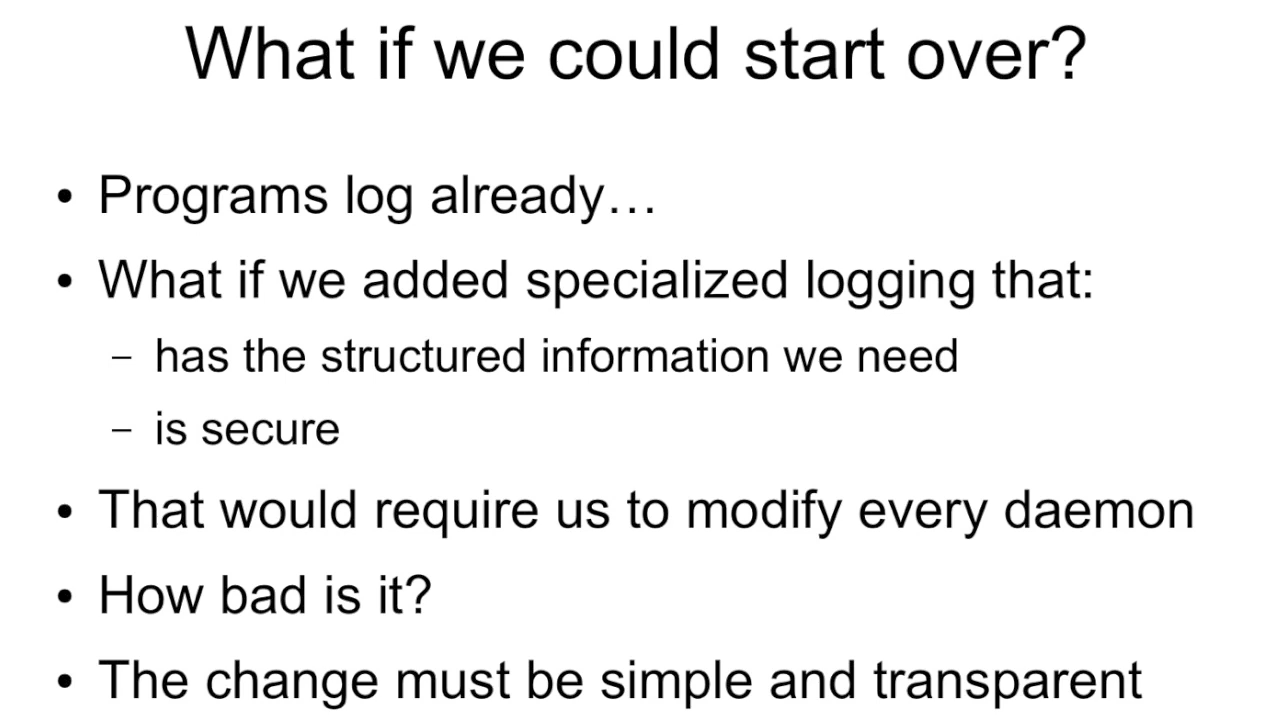 What if we could start over?
• Programs log already…
• What if we added specialized logging that:
– has the structured information we need
– is secure
• That would require us to modify every daemon
• How bad is it?
• The change must be simple and transparent